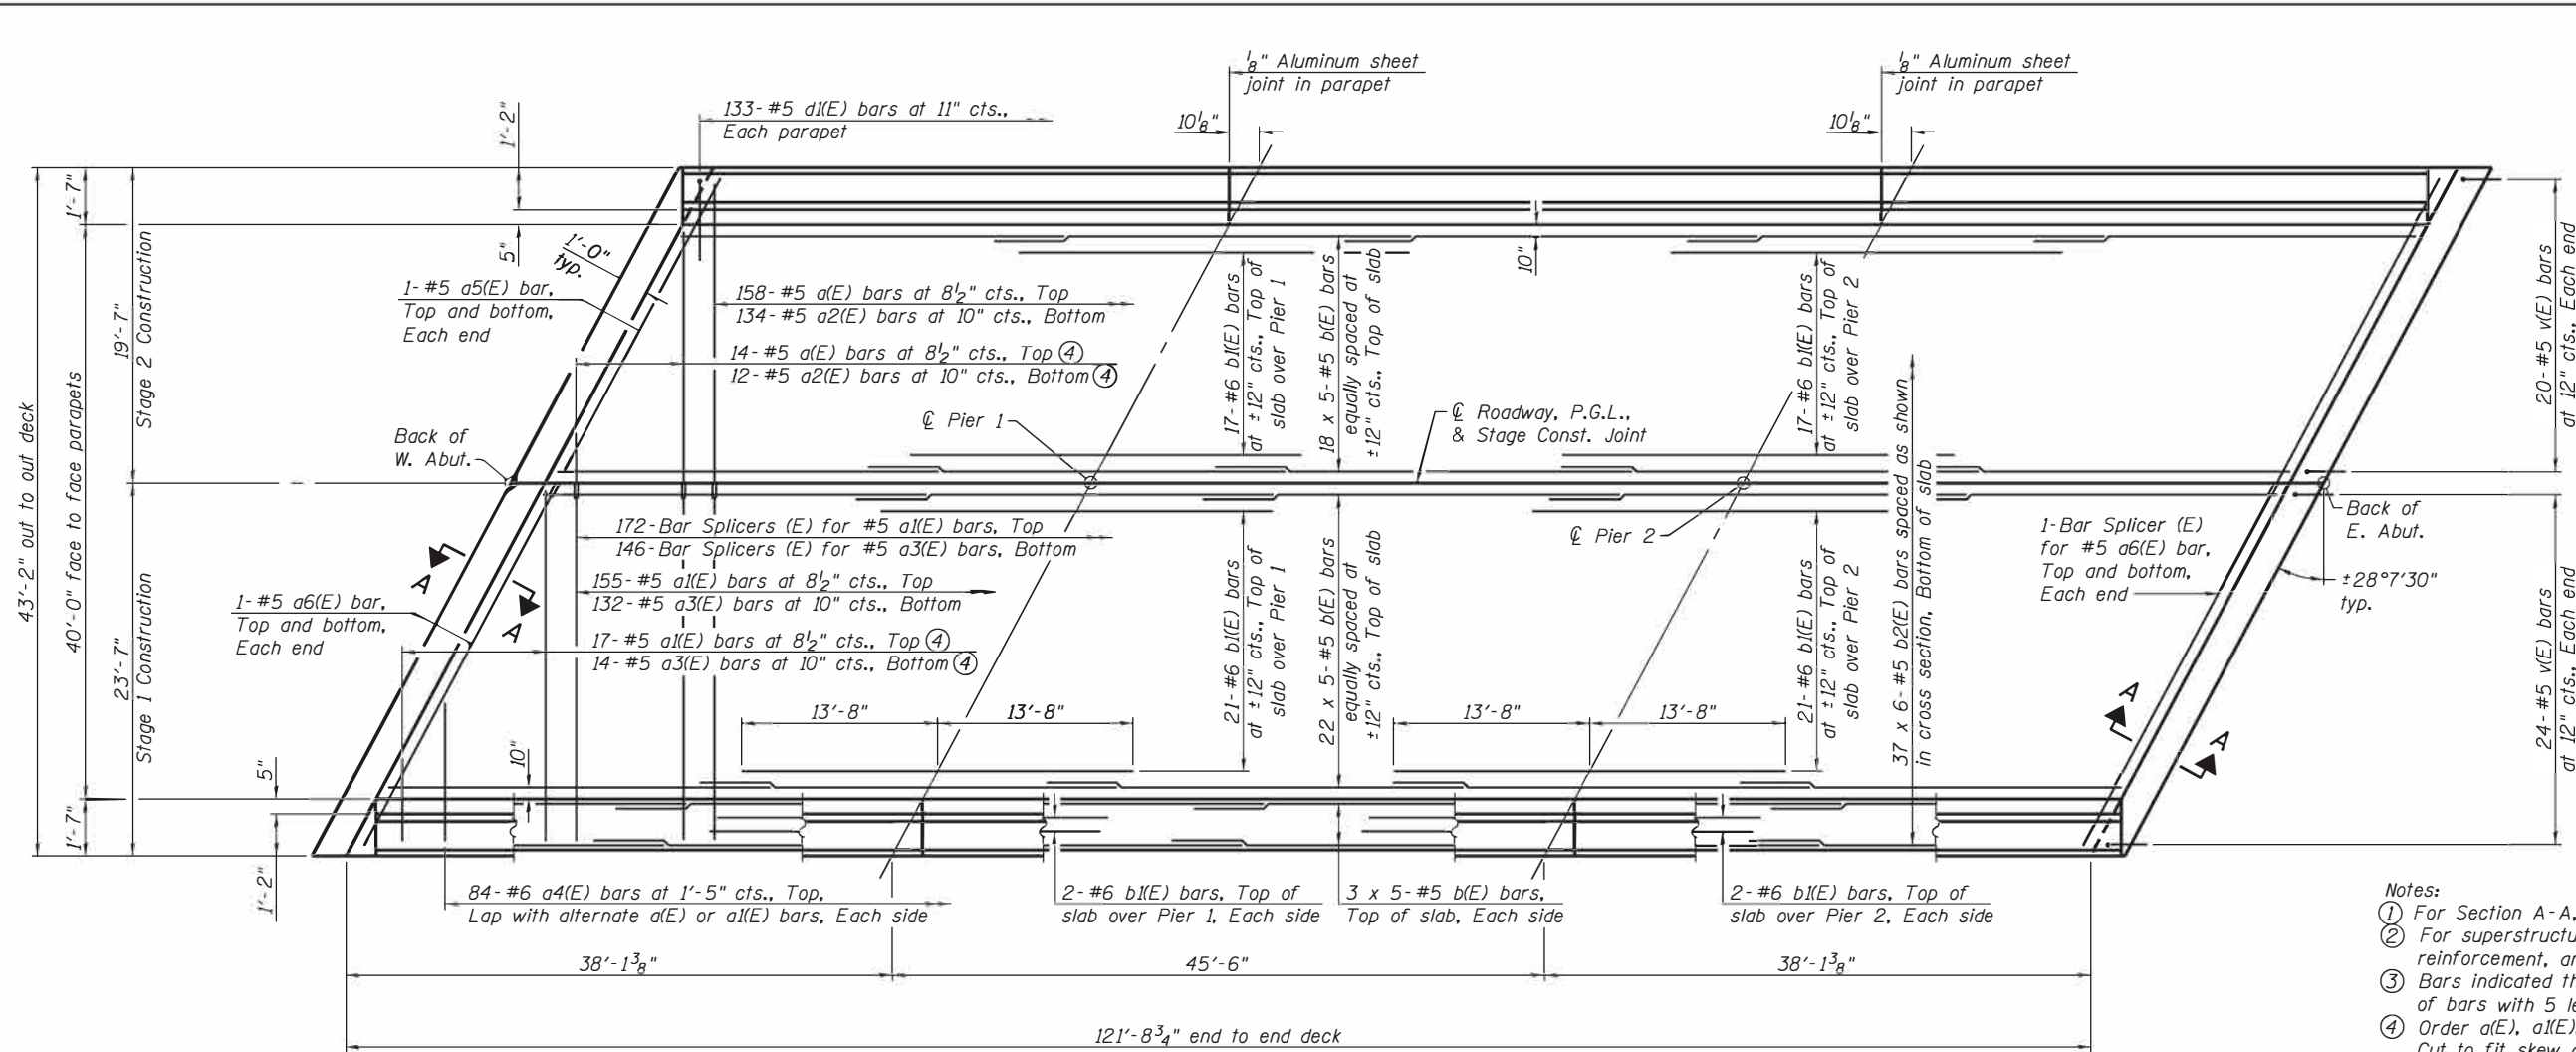 1/8" Aluminum sheet
joint in parapet
1/8" Aluminum sheet
joint in parapet
133-#5 d1(E) bars at 11" cts.,
Each parapet
10 1/8"
10 1/8"
1'-2"
1'-7"
5"
1'-0"
typ.
10"
1-#5 a5(E) bar,
Top and bottom,
Each end
158-#5 a(E) bars at 8 1/2" cts., Top
134-#5 a2(E) bars at 10" cts., Bottom
14-#5 a(E) bars at 8 1/2" cts., Top ④
12-#5 a2(E) bars at 10" cts., Bottom ④
17-#6 b1(E) bars
at ±12" cts., Top of
slab over Pier 1
18 x 5-#5 b(E) bars
equally spaced at
±12" cts., Top of slab
17-#6 b1(E) bars
at ±12" cts., Top of
slab over Pier 2
20-#5 v(E) bars
at 12" cts., Each end
43'-2" out to out deck
40'-0" face to face parapets
19'-7"
Stage 2 Construction
23'-7"
Stage 1 Construction
℄ Pier 1
℄ Roadway, P.G.L.,
& Stage Const. Joint
Back of
W. Abut.
172-Bar Splicers (E) for #5 a1(E) bars, Top
146-Bar Splicers (E) for #5 a3(E) bars, Bottom
℄ Pier 2
1-Bar Splicer (E)
for #5 a6(E) bar,
Top and bottom,
Each end
Back of
E. Abut.
±28°7'30"
typ.
A
A
155-#5 a1(E) bars at 8 1/2" cts., Top
132-#5 a3(E) bars at 10" cts., Bottom
1-#5 a6(E) bar,
Top and bottom,
Each end
17-#5 a1(E) bars at 8 1/2" cts., Top ④
14-#5 a3(E) bars at 10" cts., Bottom ④
21-#6 b1(E) bars
at ±12" cts., Top of
slab over Pier 1
22 x 5-#5 b(E) bars
equally spaced at
±12" cts., Top of slab
21-#6 b1(E) bars
at ±12" cts., Top of
slab over Pier 2
37 x 6-#5 b2(E) bars spaced as shown
in cross section, Bottom of slab
24-#5 v(E) bars
at 12" cts., Each end
A
A
13'-8"
13'-8"
13'-8"
13'-8"
10"
5"
1'-7"
1'-2"
84-#6 a4(E) bars at 1'-5" cts., Top,
Lap with alternate a(E) or a1(E) bars, Each side
2-#6 b1(E) bars, Top of
slab over Pier 1, Each side
3 x 5-#5 b(E) bars,
Top of slab, Each side
2-#6 b1(E) bars, Top of
slab over Pier 2, Each side
38'-1 3/8"
45'-6"
38'-1 3/8"
121'-8 3/4" end to end deck
Notes:
① For Section A-A,
② For superstructu
reinforcement, a
③ Bars indicated th
of bars with 5 le
④ Order a(E), a1(E)
Cut to fit skew